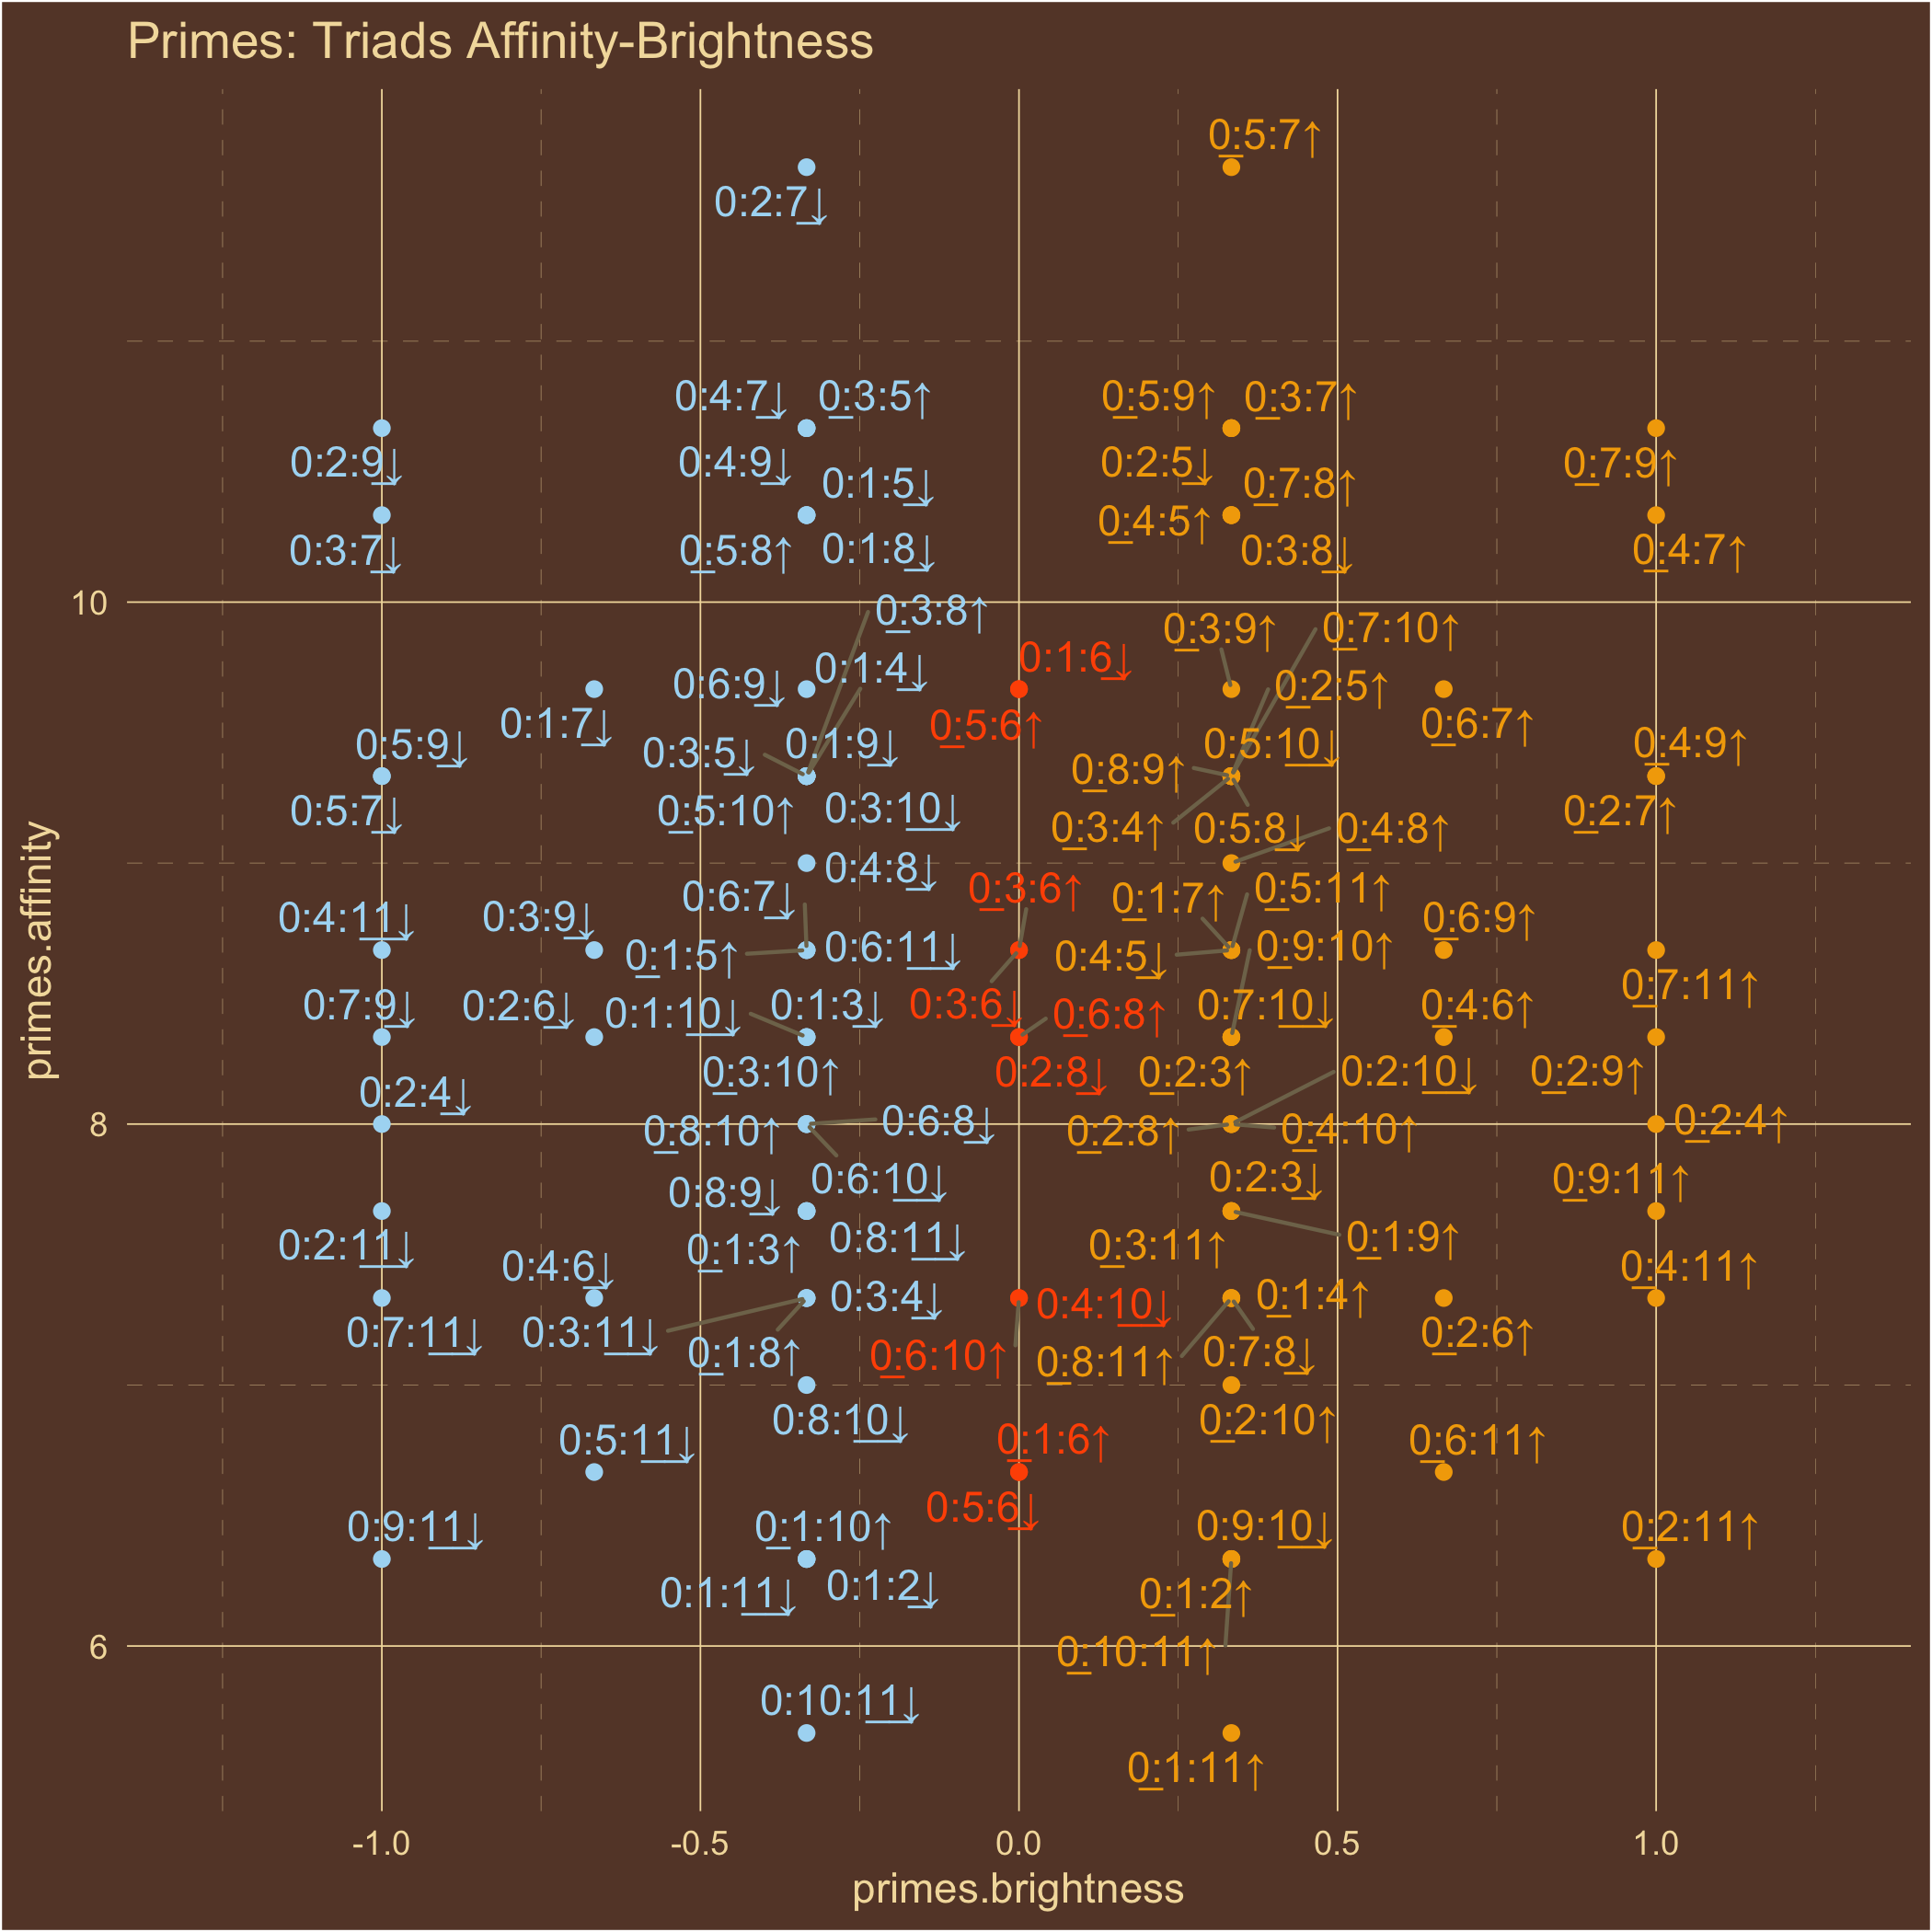 Primes: Triads Affinity-Brightness
0:5:7↑
0:2:7↓
0:4:7↓ 0:3:5↑ 0:5:9↑ 0:3:7↑
0:2:9↓ 0:4:9↓ 0:2:5↓ 0:7:9↑
0:1:5↓ 0:7:8↑
0:4:5↑
0:3:7↓ 0:5:8↑ 0:1:8↓ 0:3:8↓ 0:4:7↑
10
0:3:8↑ 0:3:9↑ 0:7:10↑
0:6:9↓ 0:1:4↓ 0:1:6↓ 0:2:5↑
0:1:7↓ 0:5:6↑ 0:6:7↑
0:5:9↓ 0:3:5↓ 0:1:9↓ 0:8:9↑ 0:5:10↓ 0:4:9↑
0:5:7↓ 0:5:10↑ 0:3:10↓ 0:3:4↑ 0:5:8↓ 0:4:8↑ 0:2:7↑
0:4:8↓
0:6:7↓ 0:3:6↑ 0:1:7↑ 0:5:11↑
0:4:11↓ 0:3:9↓ 0:6:9↑
0:1:5↑ 0:6:11↓ 0:4:5↓ 0:9:10↑
0:7:11↑
0:7:9↓ 0:2:6↓ 0:1:10↓ 0:1:3↓ 0:3:6↓ 0:6:8↑ 0:7:10↓ 0:4:6↑
0:3:10↑ 0:2:8↓ 0:2:3↑ 0:2:10↓ 0:2:9↑
0:2:4↓
8
0:8:10↑ 0:6:8↓ 0:2:8↑ 0:4:10↑ 0:2:4↑
0:8:9↓ 0:6:10↓ 0:2:3↓ 0:9:11↑
0:2:11↓ 0:1:3↑ 0:8:11↓ 0:3:11↑ 0:1:9↑
0:4:6↓ 0:4:11↑
0:3:4↓ 0:4:10↓ 0:1:4↑
0:7:11↓ 0:3:11↓ 0:1:8↑ 0:6:10↑ 0:8:11↑ 0:7:8↓ 0:2:6↑
0:8:10↓ 0:2:10↑
0:5:11↓ 0:1:6↑ 0:6:11↑
0:5:6↓
0:9:11↓ 0:1:10↑ 0:9:10↓ 0:2:11↑
0:1:11↓ 0:1:2↓ 0:1:2↑
6
0:10:11↑
0:10:11↓
0:1:11↑
-1.0 -0.5 0.0 0.5 1.0
primes.brightness
primes.affinity